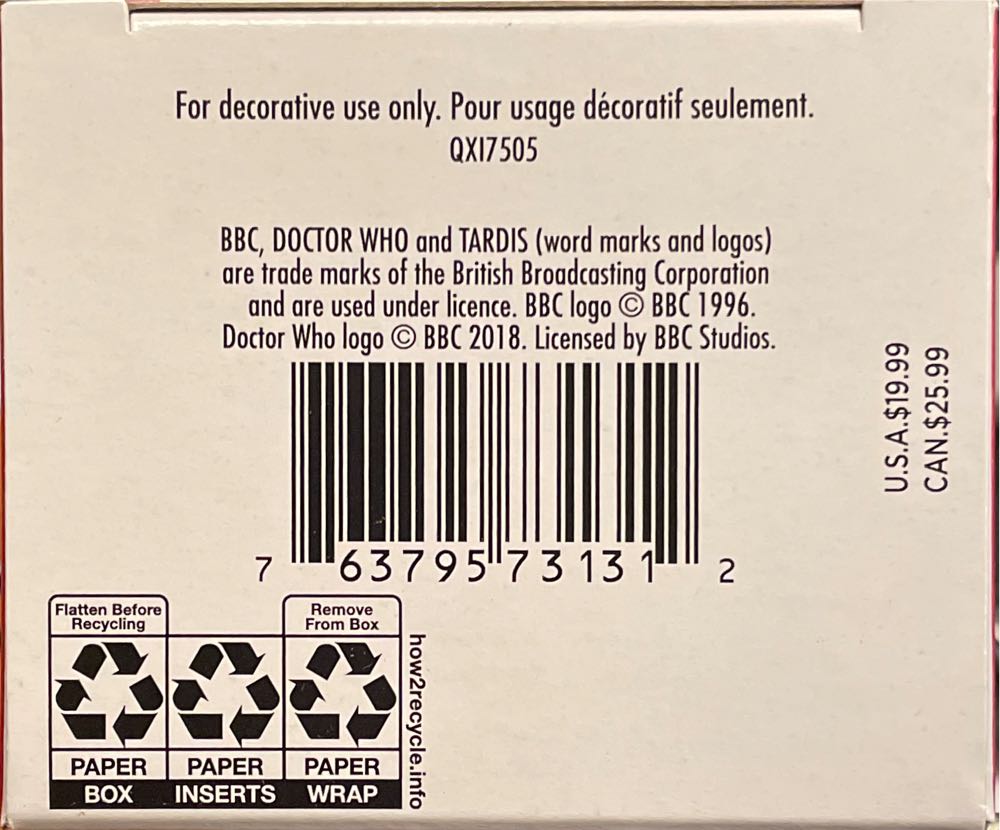 For decorative use only. Pour usage décoratif seulement.
QXI7505
BBC, DOCTOR WHO and TARDIS (word marks and logos)
are trade marks of the British Broadcasting Corporation
and are used under licence. BBC logo © BBC 1996.
Doctor Who logo © BBC 2018. Licensed by BBC Studios.
U.S.A.$19.99
CAN.$25.99
7 63795 73131 2
Flatten Before
Recycling
Remove
From Box
PAPER PAPER PAPER
BOX INSERTS WRAP
how2recycle.info